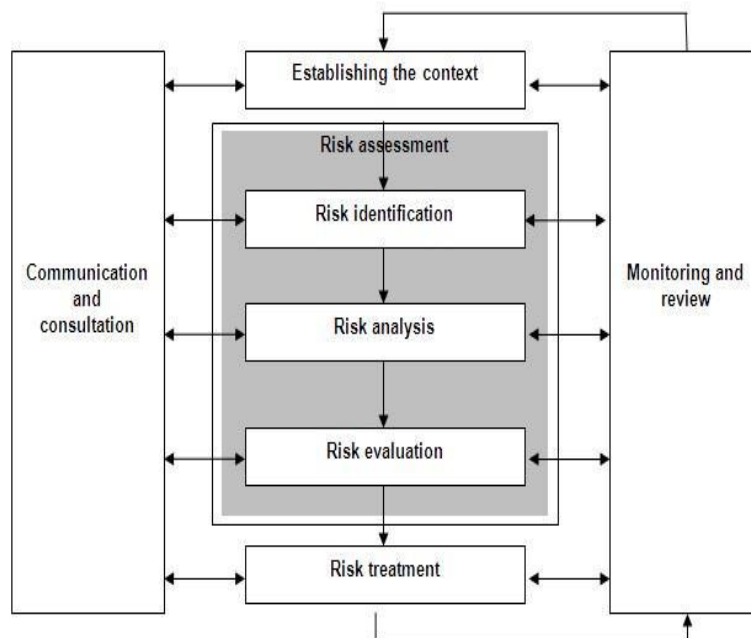 Establishing the context
Risk assessment
Risk identification
Communication
and
consultation
Monitoring and
review
Risk analysis
Risk evaluation
Risk treatment